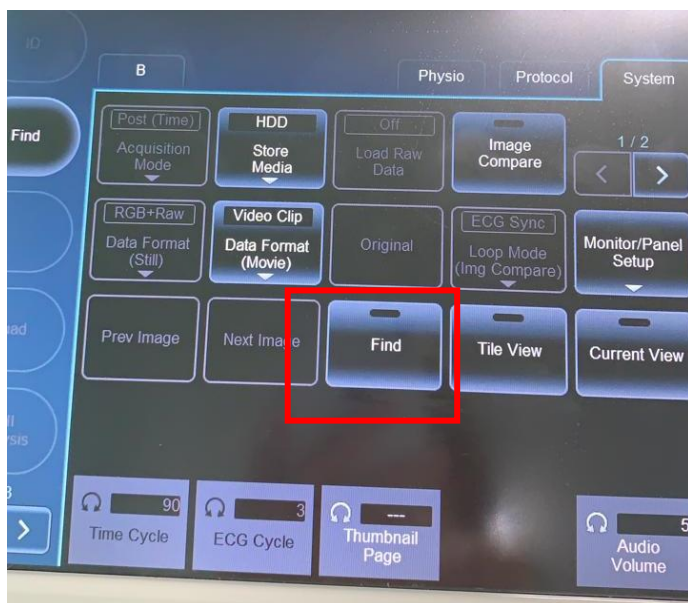 ID
B
Physio
Protocol
System
Find
Post (Time)
Acquisition
Mode
HDD
Store
Media
Off
Load Raw
Data
Image
Compare
1 / 2
<
>
RGB+Raw
Data Format
(Still)
Video Clip
Data Format
(Movie)
Original
ECG Sync
Loop Mode
(Img Compare)
Monitor/Panel
Setup
Prev Image
Next Image
Find
Tile View
Current View
90
Time Cycle
3
ECG Cycle
---
Thumbnail
Page
5
Audio
Volume
>